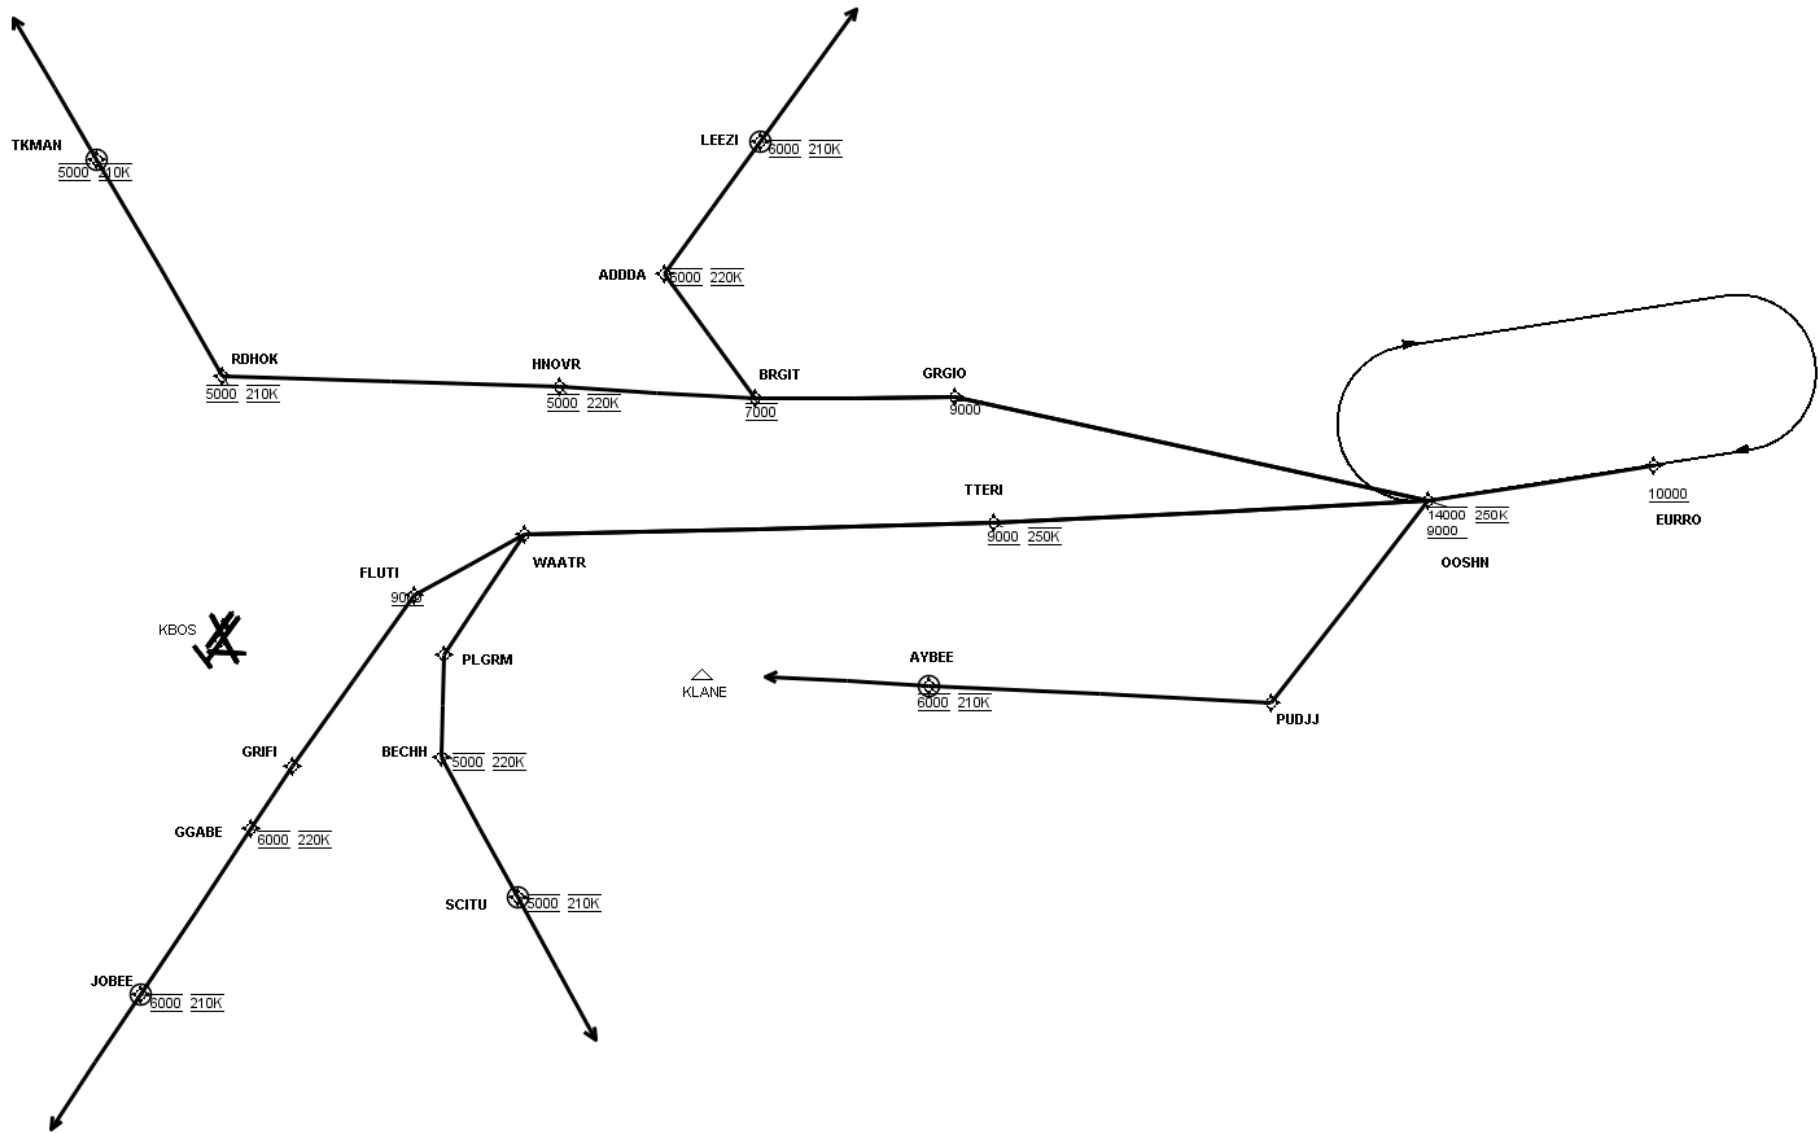 LEEZI
6000 210K
TKMAN
5000 210K
ADDDA
6000 220K
RDHOK
5000 210K
HNOVR
5000 220K
BRGIT
7000
GRGIO
9000
TTERI
9000 250K
10000
EURRO
14000 250K
9000
OOSHN
WAATR
FLUTI
9000
KBOS
PLGRM
AYBEE
6000 210K
KLANE
PUDJJ
GRIFI
BECHH
5000 220K
GGABE
6000 220K
SCITU
5000 210K
JOBEE
6000 210K